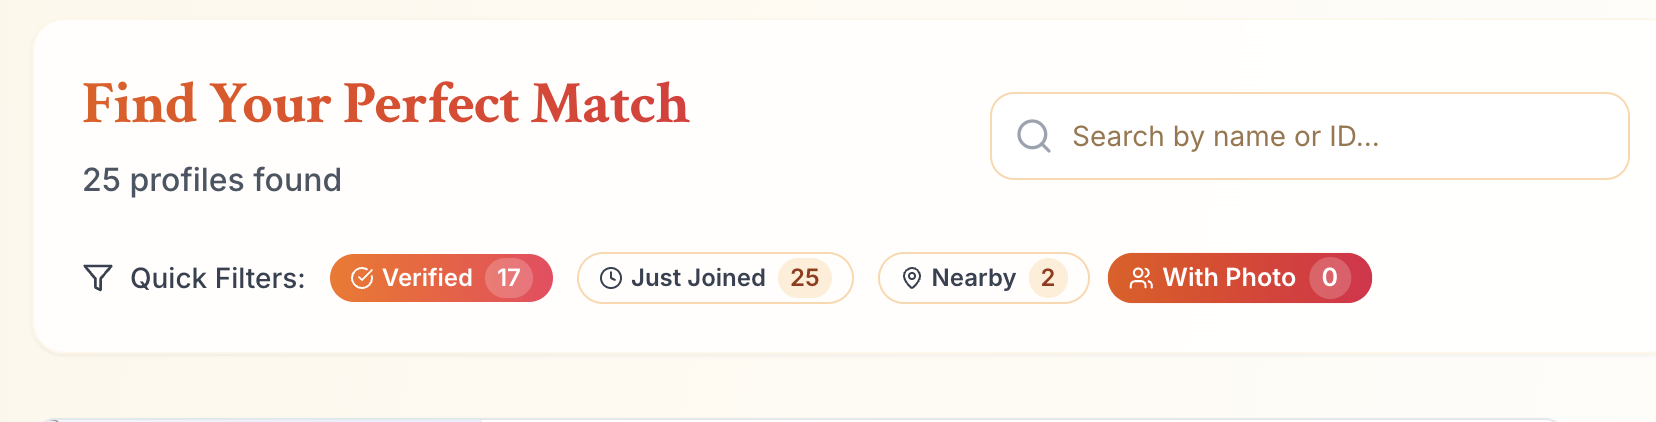 Find Your Perfect Match
25 profiles found
Search by name or ID...
Quick Filters: Verified 17 Just Joined 25 Nearby 2 With Photo 0